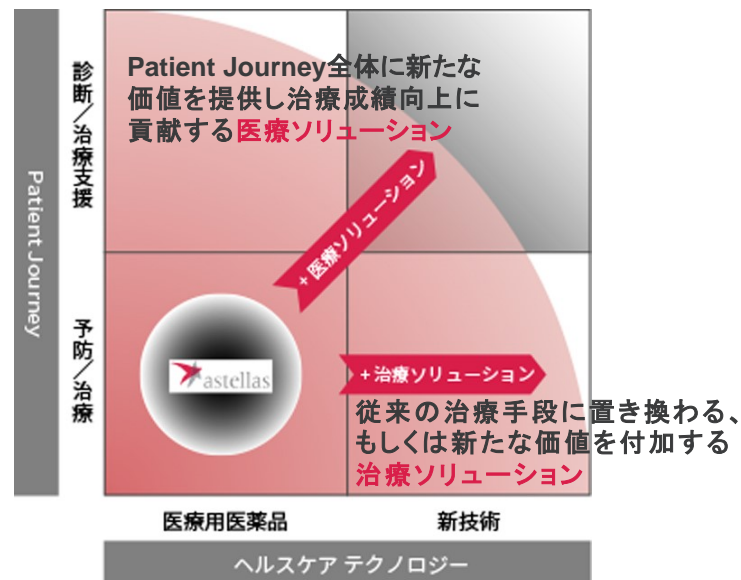 Patient Journey
診断／治療支援
予防／治療
Patient Journey全体に新たな
価値を提供し治療成績向上に
貢献する医療ソリューション
+ 医療ソリューション
astellas
+ 治療ソリューション
従来の治療手段に置き換わる、
もしくは新たな価値を付加する
治療ソリューション
医療用医薬品
新技術
ヘルスケア テクノロジー